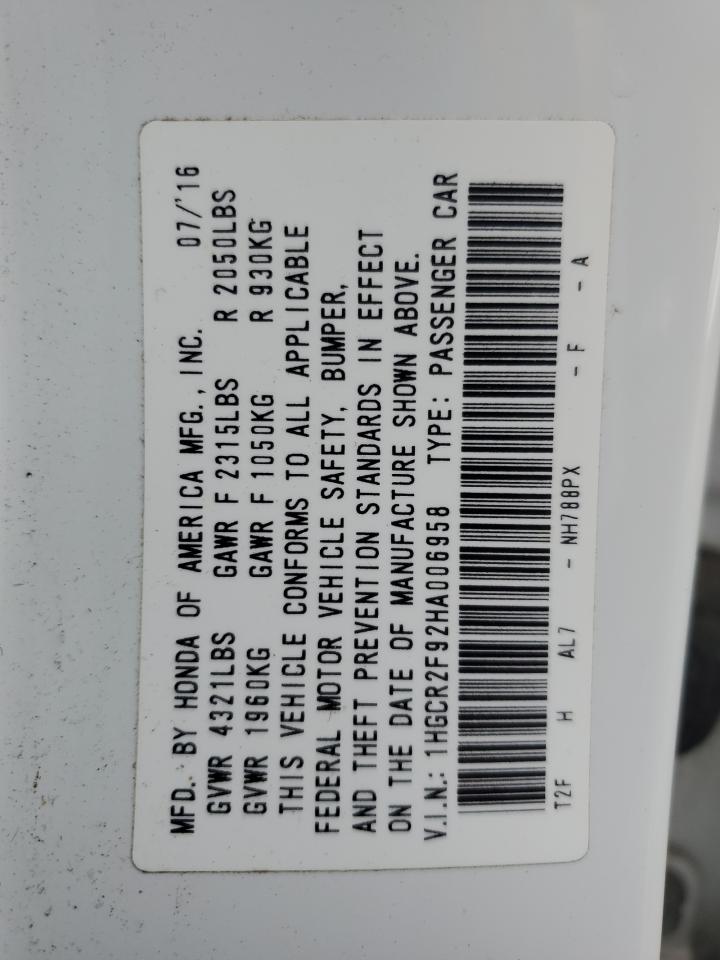 MFD. BY HONDA OF AMERICA MFG., INC. 07/'16
GVWR 4321LBS GAWR F 2315LBS R 2050LBS
GVWR 1960KG GAWR F 1050KG R 930KG
THIS VEHICLE CONFORMS TO ALL APPLICABLE
FEDERAL MOTOR VEHICLE SAFETY, BUMPER,
AND THEFT PREVENTION STANDARDS IN EFFECT
ON THE DATE OF MANUFACTURE SHOWN ABOVE.
V.I.N.: 1HGCR2F92HA006958 TYPE: PASSENGER CAR
T2F H AL7 - NH788PX - F - A